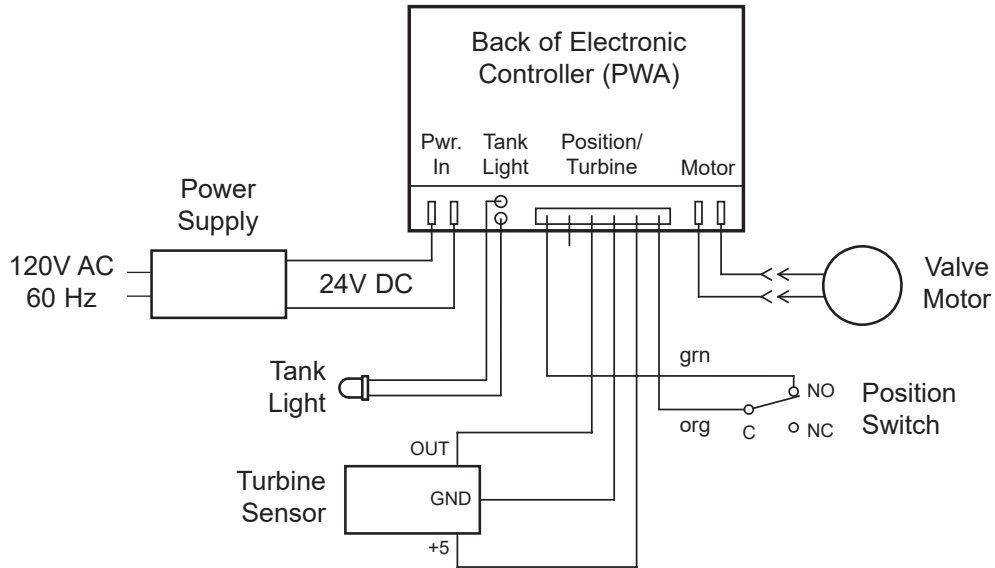 Back of Electronic
Controller (PWA)
Pwr.
In
Tank
Light
Position/
Turbine
Motor
Power
Supply
120V AC
60 Hz
24V DC
Valve
Motor
Tank
Light
grn
org
NO
C
NC
Position
Switch
OUT
GND
+5
Turbine
Sensor